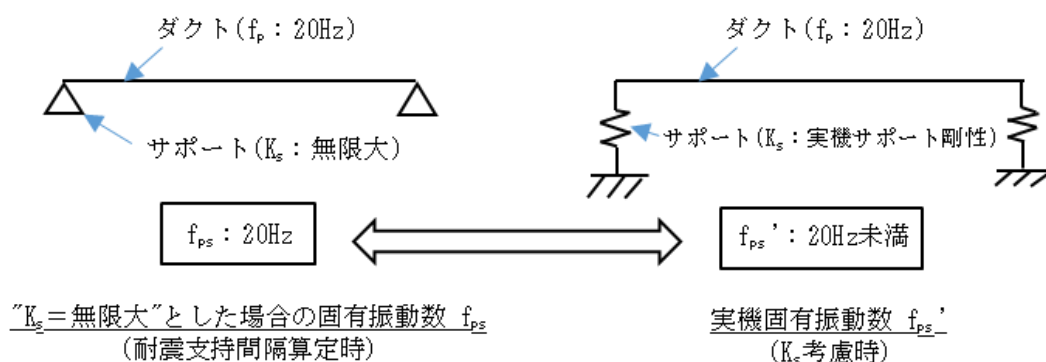 ダクト(fₚ：20Hz)
サポート(Kₛ：無限大)
fₚₛ：20Hz
"Kₛ＝無限大"とした場合の固有振動数 fₚₛ
(耐震支持間隔算定時)
ダクト(fₚ：20Hz)
サポート(Kₛ：実機サポート剛性)
fₚₛ'：20Hz未満
実機固有振動数 fₚₛ'
(Kₛ考慮時)